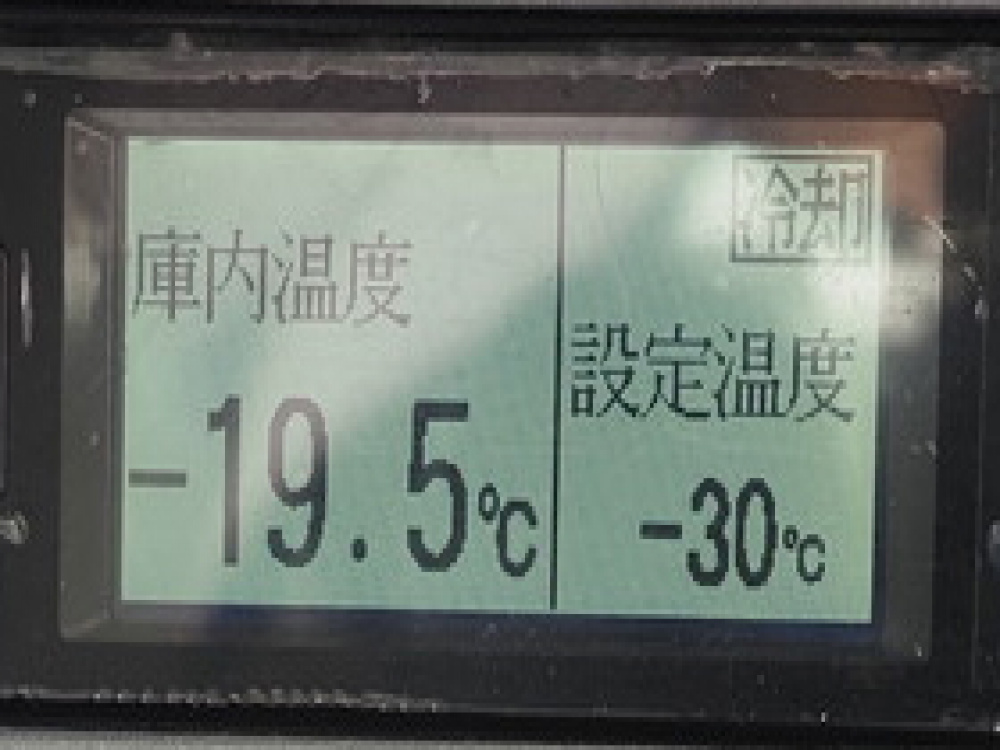 庫内温度
-19.5℃
冷却
設定温度
-30℃